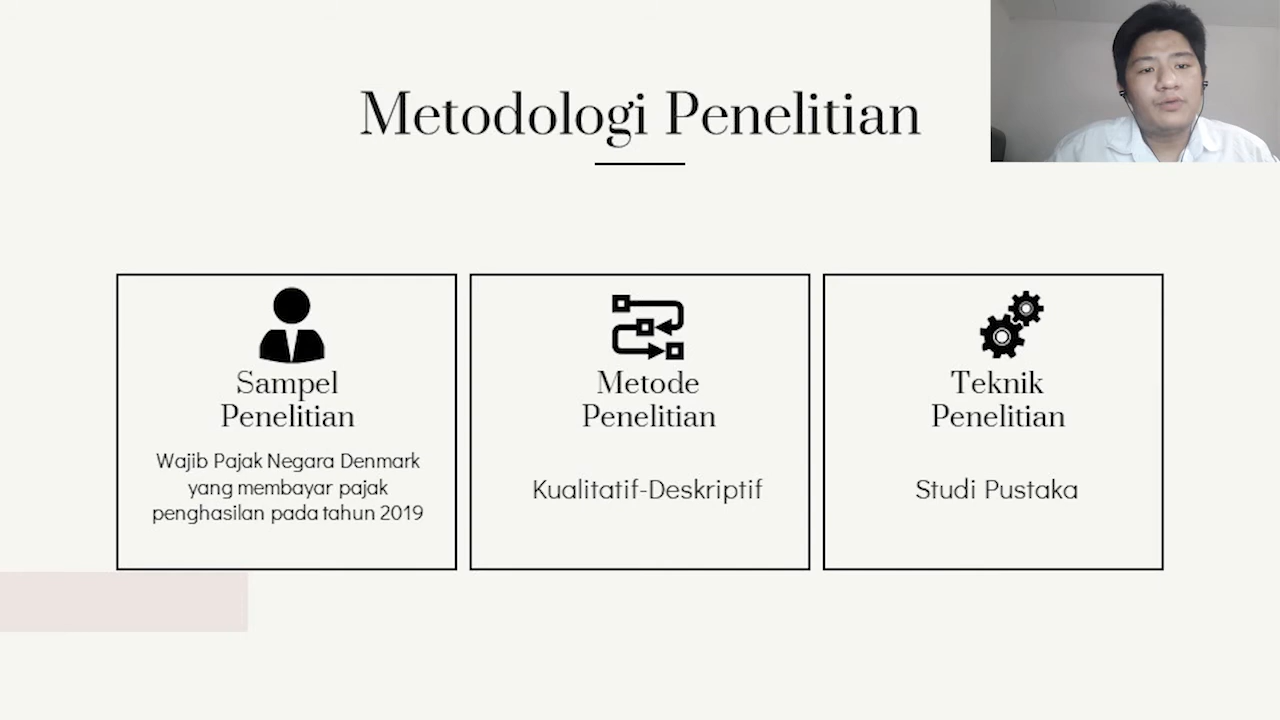 Metodologi Penelitian
Sampel
Penelitian
Wajib Pajak Negara Denmark
yang membayar pajak
penghasilan pada tahun 2019
Metode
Penelitian
Kualitatif-Deskriptif
Teknik
Penelitian
Studi Pustaka